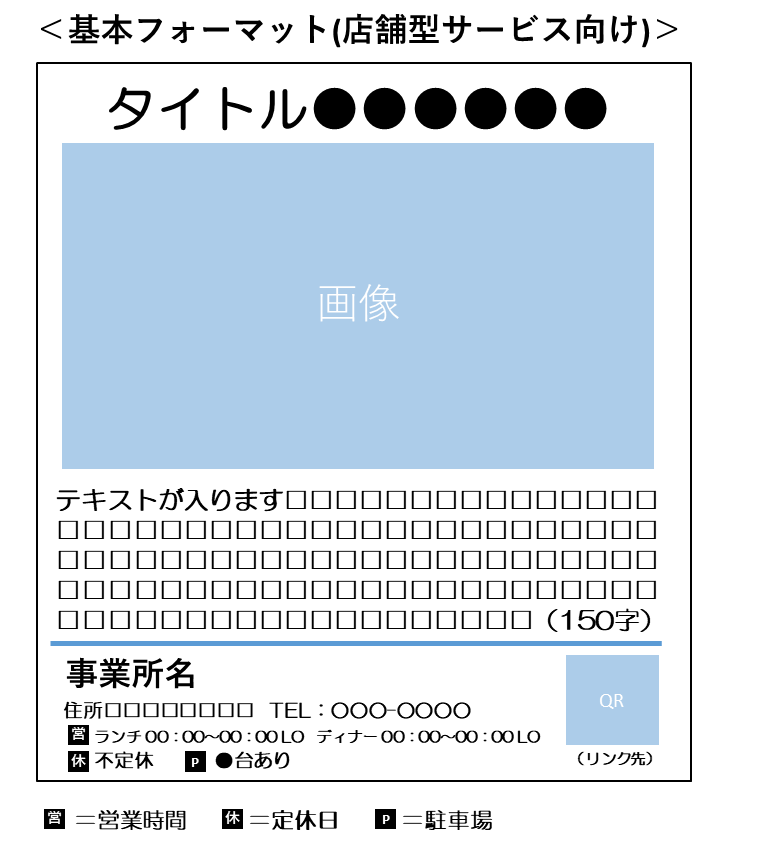 ＜基本フォーマット(店舗型サービス向け)＞
タイトル●●●●●●
画像
テキストが入ります□□□□□□□□□□□□□□□
□□□□□□□□□□□□□□□□□□□□□□□□
□□□□□□□□□□□□□□□□□□□□□□□□
□□□□□□□□□□□□□□□□□□□□□□□□
□□□□□□□□□□□□□□□□□□□（150字）
事業所名
住所□□□□□□□□ TEL：○○○-○○○○
営 ランチ00：00～00：00LO ディナー00：00～00：00LO
休 不定休 P ●台あり
QR
（リンク先）
営 ＝営業時間 休 ＝定休日 P ＝駐車場